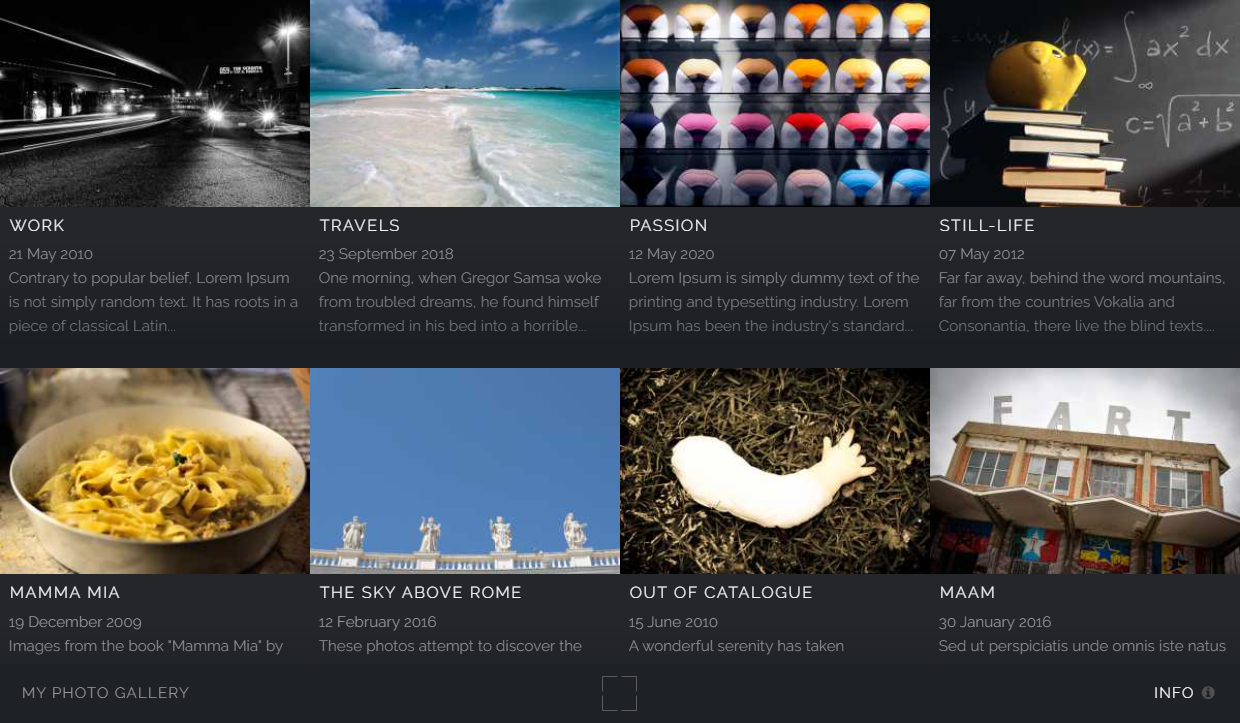 WORK
21 May 2010
Contrary to popular belief, Lorem Ipsum
is not simply random text. It has roots in a
piece of classical Latin...
TRAVELS
23 September 2018
One morning, when Gregor Samsa woke
from troubled dreams, he found himself
transformed in his bed into a horrible...
PASSION
12 May 2020
Lorem Ipsum is simply dummy text of the
printing and typesetting industry. Lorem
Ipsum has been the industry's standard...
f(x)= ∫ ax² dx
∞
c=√a²+b²
STILL-LIFE
07 May 2012
Far far away, behind the word mountains,
far from the countries Vokalia and
Consonantia, there live the blind texts....
MAMMA MIA
19 December 2009
Images from the book "Mamma Mia" by
THE SKY ABOVE ROME
12 February 2016
These photos attempt to discover the
OUT OF CATALOGUE
15 June 2010
A wonderful serenity has taken
FART
MAAM
30 January 2016
Sed ut perspiciatis unde omnis iste natus
MY PHOTO GALLERY
INFO